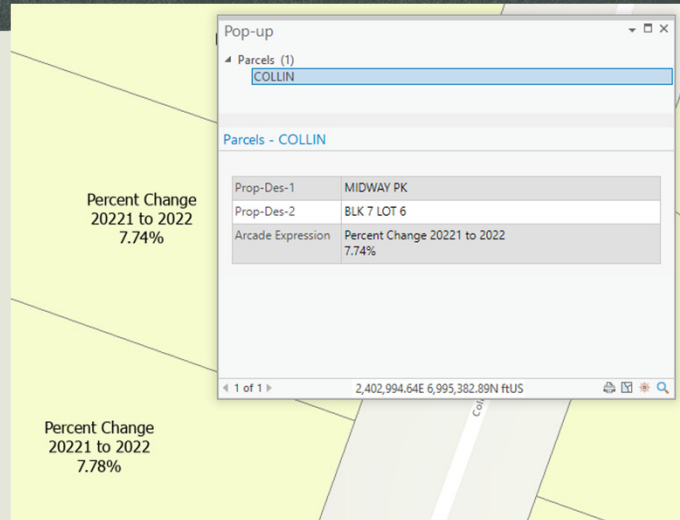 Pop-up
Parcels (1)
COLLIN
Parcels - COLLIN
Prop-Des-1 MIDWAY PK
Prop-Des-2 BLK 7 LOT 6
Arcade Expression Percent Change 20221 to 2022
7.74%
1 of 1 2,402,994.64E 6,995,382.89N ftUS
Percent Change
20221 to 2022
7.74%
Percent Change
20221 to 2022
7.78%
Col